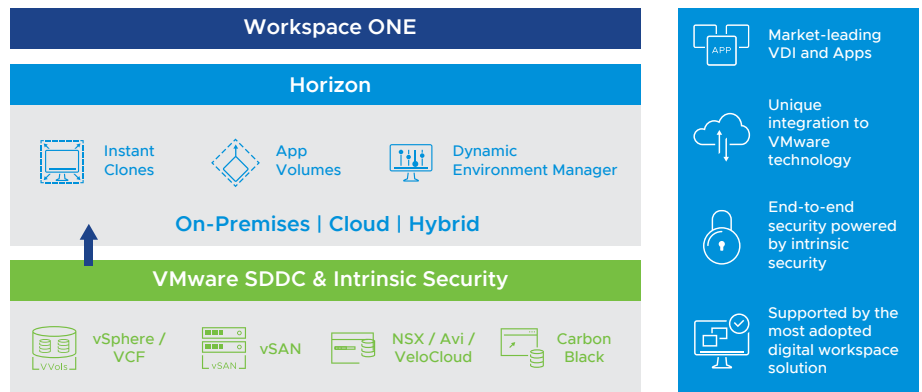 Workspace ONE
Horizon
Instant
Clones
App
Volumes
Dynamic
Environment Manager
On-Premises | Cloud | Hybrid
VMware SDDC & Intrinsic Security
VVols
vSphere /
VCF
vSAN
vSAN
NSX / Avi /
VeloCloud
Carbon
Black
APP
Market-leading
VDI and Apps
Unique
integration to
VMware
technology
End-to-end
security powered
by intrinsic
security
Supported by the
most adopted
digital workspace
solution